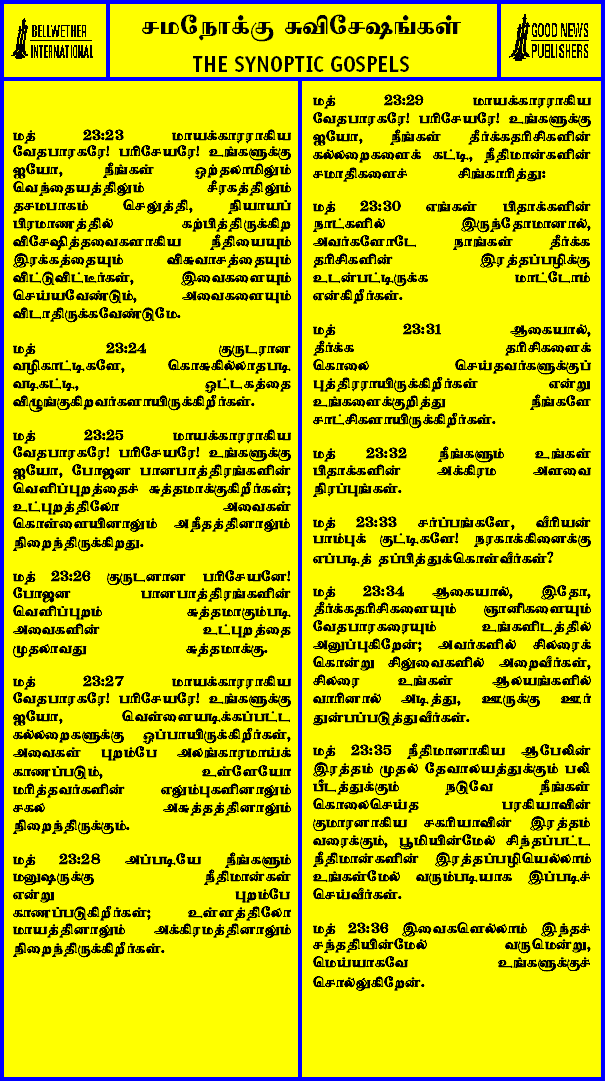 BELLWETHER
INTERNATIONAL
சமநோக்கு சுவிசேஷங்கள்
THE SYNOPTIC GOSPELS
GOOD NEWS
PUBLISHERS
மத் 23:23 மாயக்காரராகிய
வேதபாரகரே! பரிசேயரே! உங்களுக்கு
ஐயோ, நீங்கள் ஒற்தலாமிலும்
வெந்தையத்திலும் சீரகத்திலும்
தசமபாகம் செலுத்தி, நியாயப்
பிரமாணத்தில் கற்பித்திருக்கிற
விசேஷித்தவைகளாகிய நீதியையும்
இரக்கத்தையும் விசுவாசத்தையும்
விட்டுவிட்டீர்கள், இவைகளையும்
செய்யவேண்டும், அவைகளையும்
விடாதிருக்கவேண்டுமே.
மத் 23:24 குருடரான
வழிகாட்டிகளே, கொசுகில்லாதபடி
வடிகட்டி, ஒட்டகத்தை
விழுங்குகிறவர்களாயிருக்கிறீர்கள்.
மத் 23:25 மாயக்காரராகிய
வேதபாரகரே! பரிசேயரே! உங்களுக்கு
ஐயோ, போஜன பானபாத்திரங்களின்
வெளிப்புறத்தைச் சுத்தமாக்குகிறீர்கள்;
உட்புறத்திலோ அவைகள்
கொள்ளையினாலும் அநீதத்தினாலும்
நிறைந்திருக்கிறது.
மத் 23:26 குருடனான பரிசேயனே!
போஜன பானபாத்திரங்களின்
வெளிப்புறம் சுத்தமாகும்படி
அவைகளின் உட்புறத்தை
முதலாவது சுத்தமாக்கு.
மத் 23:27 மாயக்காரராகிய
வேதபாரகரே! பரிசேயரே! உங்களுக்கு
ஐயோ, வெள்ளையடிக்கப்பட்ட
கல்லறைகளுக்கு ஒப்பாயிருக்கிறீர்கள்,
அவைகள் புறம்பே அலங்காரமாய்க்
காணப்படும், உள்ளேயோ
மரித்தவர்களின் எலும்புகளினாலும்
சகல அசுத்தத்தினாலும்
நிறைந்திருக்கும்.
மத் 23:28 அப்படியே நீங்களும்
மனுஷருக்கு நீதிமான்கள்
என்று புறம்பே
காணப்படுகிறீர்கள்; உள்ளத்திலோ
மாயத்தினாலும் அக்கிரமத்தினாலும்
நிறைந்திருக்கிறீர்கள்.
மத் 23:29 மாயக்காரராகிய
வேதபாரகரே! பரிசேயரே! உங்களுக்கு
ஐயோ, நீங்கள் தீர்க்கதரிசிகளின்
கல்லறைகளைக் கட்டி, நீதிமான்களின்
சமாதிகளைச் சிங்காரித்து:
மத் 23:30 எங்கள் பிதாக்களின்
நாட்களில் இருந்தோமானால்,
அவர்களோடே நாங்கள் தீர்க்க
தரிசிகளின் இரத்தப்பழிக்கு
உடன்பட்டிருக்க மாட்டோம்
என்கிறீர்கள்.
மத் 23:31 ஆகையால்,
தீர்க்க தரிசிகளைக்
கொலை செய்தவர்களுக்குப்
புத்திரராயிருக்கிறீர்கள் என்று
உங்களைக்குறித்து நீங்களே
சாட்சிகளாயிருக்கிறீர்கள்.
மத் 23:32 நீங்களும் உங்கள்
பிதாக்களின் அக்கிரம அளவை
நிரப்புங்கள்.
மத் 23:33 சர்ப்பங்களே, வீரியன்
பாம்புக் குட்டிகளே! நரகாக்கினைக்கு
எப்படித் தப்பித்துக்கொள்வீர்கள்?
மத் 23:34 ஆகையால், இதோ,
தீர்க்கதரிசிகளையும் ஞானிகளையும்
வேதபாரகரையும் உங்களிடத்தில்
அனுப்புகிறேன்; அவர்களில் சிலரைக்
கொன்று சிலுவைகளில் அறைவீர்கள்,
சிலரை உங்கள் ஆலயங்களில்
வாரினால் அடித்து, ஊருக்கு ஊர்
துன்பப்படுத்துவீர்கள்.
மத் 23:35 நீதிமானாகிய ஆபேலின்
இரத்தம் முதல் தேவாலயத்துக்கும் பலி
பீடத்துக்கும் நடுவே நீங்கள்
கொலைசெய்த பரகியாவின்
குமாரனாகிய சகரியாவின் இரத்தம்
வரைக்கும், பூமியின்மேல் சிந்தப்பட்ட
நீதிமான்களின் இரத்தப்பழியெல்லாம்
உங்கள்மேல் வரும்படியாக இப்படிச்
செய்வீர்கள்.
மத் 23:36 இவைகளெல்லாம் இந்தச்
சந்ததியின்மேல் வருமென்று,
மெய்யாகவே உங்களுக்குச்
சொல்லுகிறேன்.